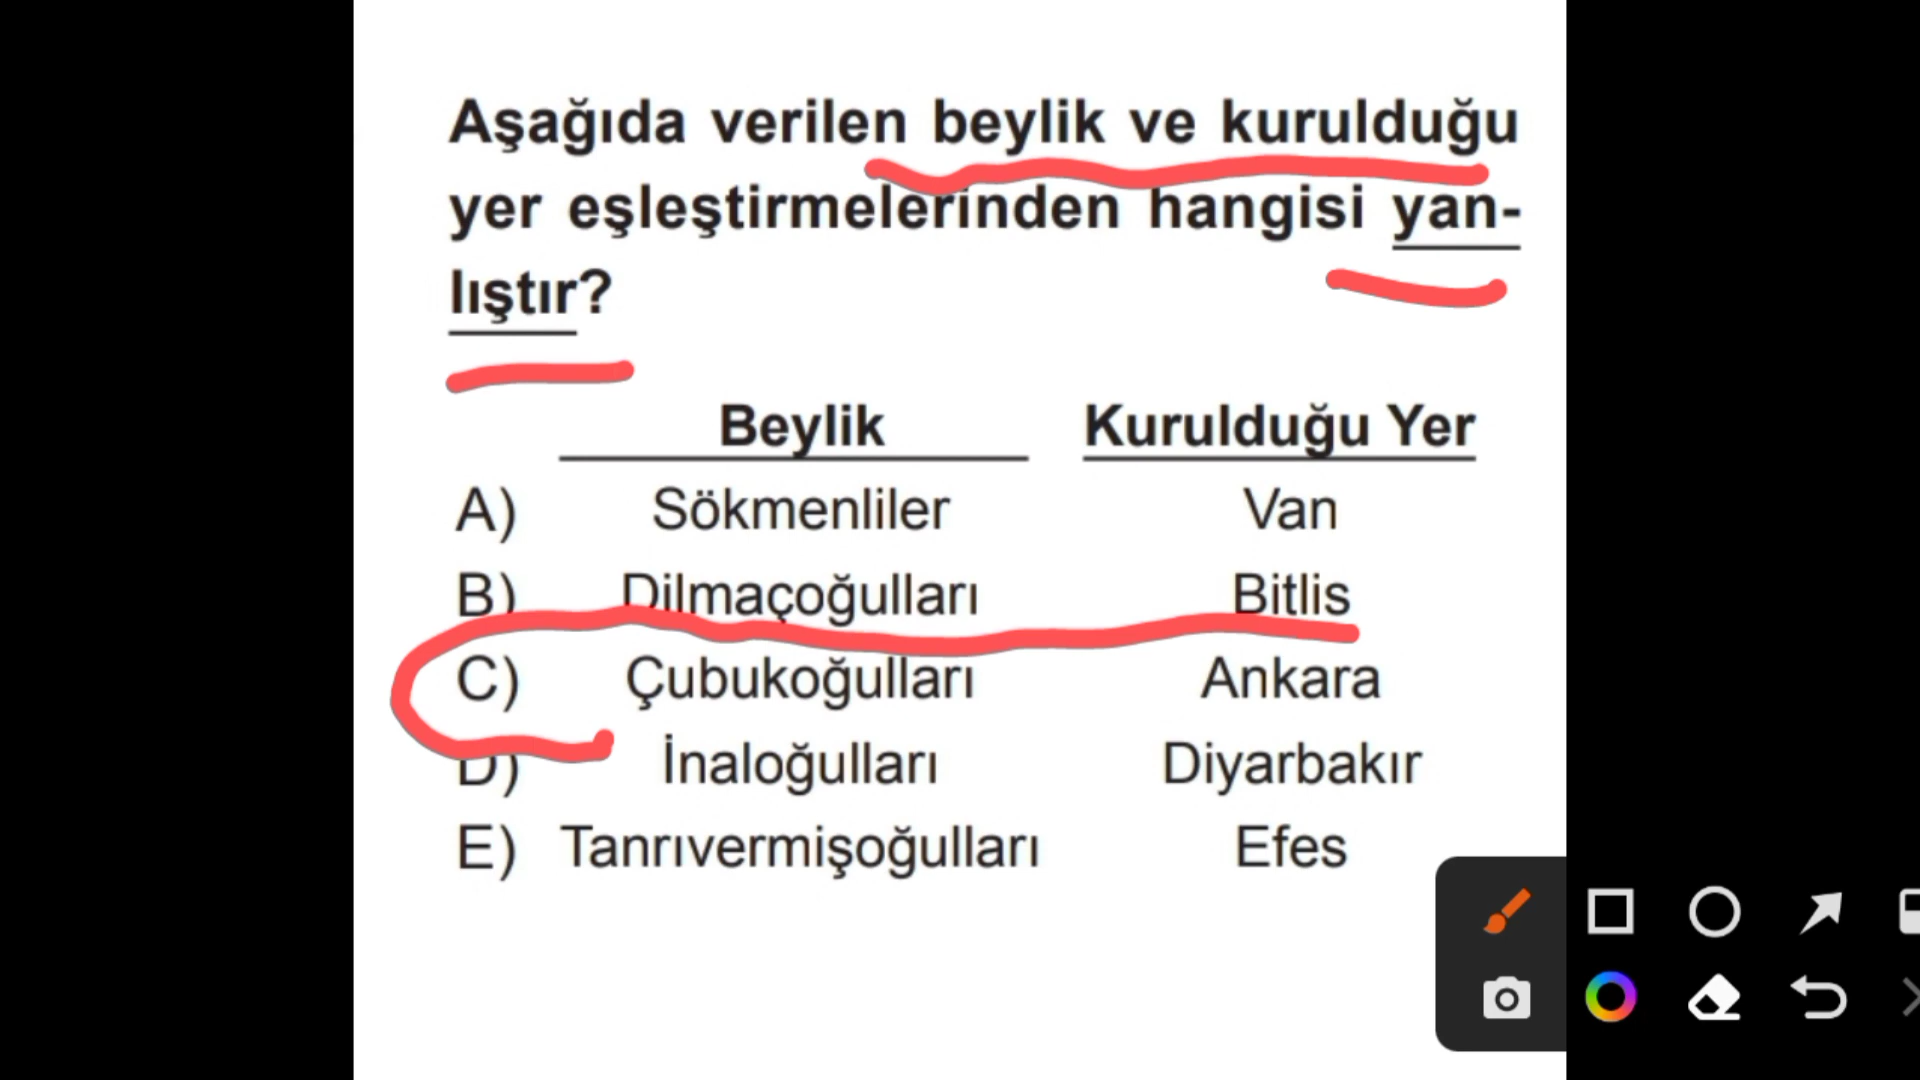 Aşağıda verilen beylik ve kurulduğu
yer eşleştirmelerinden hangisi yan-
lıştır?
Beylik Kurulduğu Yer
A) Sökmenliler Van
B) Dilmaçoğulları Bitlis
C) Çubukoğulları Ankara
D) İnaloğulları Diyarbakır
E) Tanrıvermişoğulları Efes